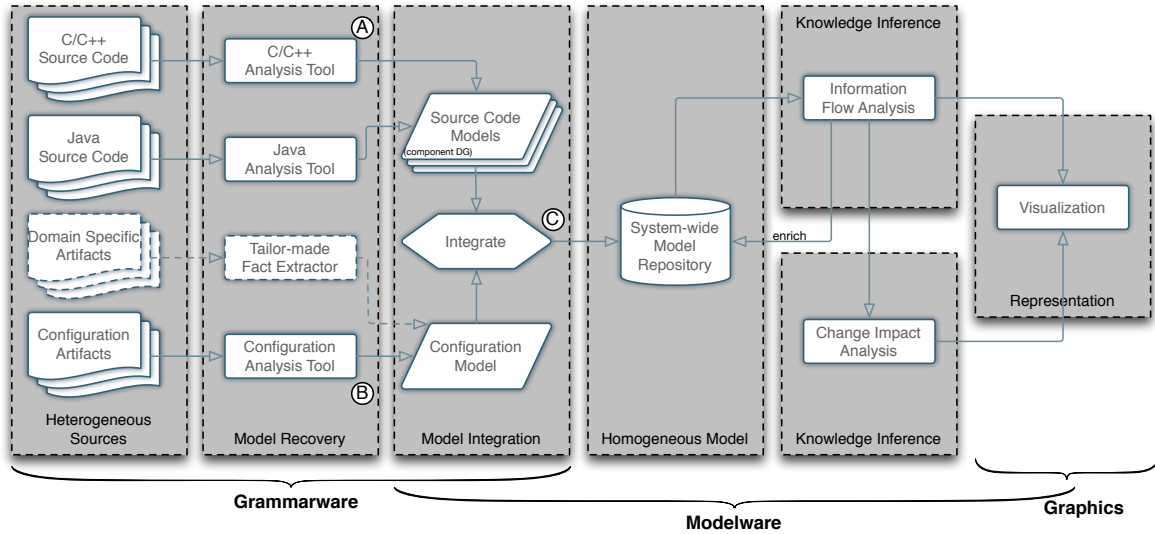 C/C++
Source Code
Java
Source Code
Domain Specific
Artifacts
Configuration
Artifacts
Heterogeneous
Sources
A
C/C++
Analysis Tool
Java
Analysis Tool
Tailor-made
Fact Extractor
Configuration
Analysis Tool
B
Model Recovery
Source Code
Models
(component DG)
Integrate
C
Configuration
Model
Model Integration
System-wide
Model
Repository
Homogeneous Model
Knowledge Inference
Information
Flow Analysis
enrich
Change Impact
Analysis
Knowledge Inference
Visualization
Representation
Grammarware
Modelware
Graphics